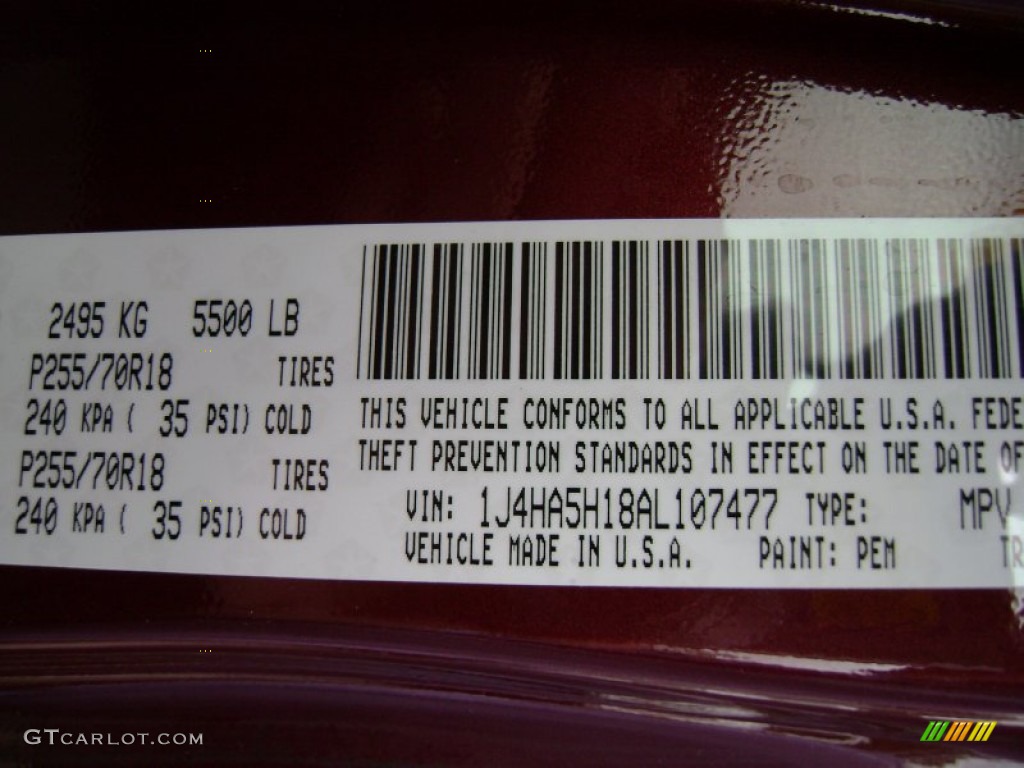 2495 KG 5500 LB
P255/70R18 TIRES
240 KPA ( 35 PSI) COLD
P255/70R18 TIRES
240 KPA ( 35 PSI) COLD
THIS VEHICLE CONFORMS TO ALL APPLICABLE U.S.A. FEDE
THEFT PREVENTION STANDARDS IN EFFECT ON THE DATE OF
VIN: 1J4HA5H18AL107477 TYPE: MPV
VEHICLE MADE IN U.S.A. PAINT: PEM TR
GTCARLOT.COM